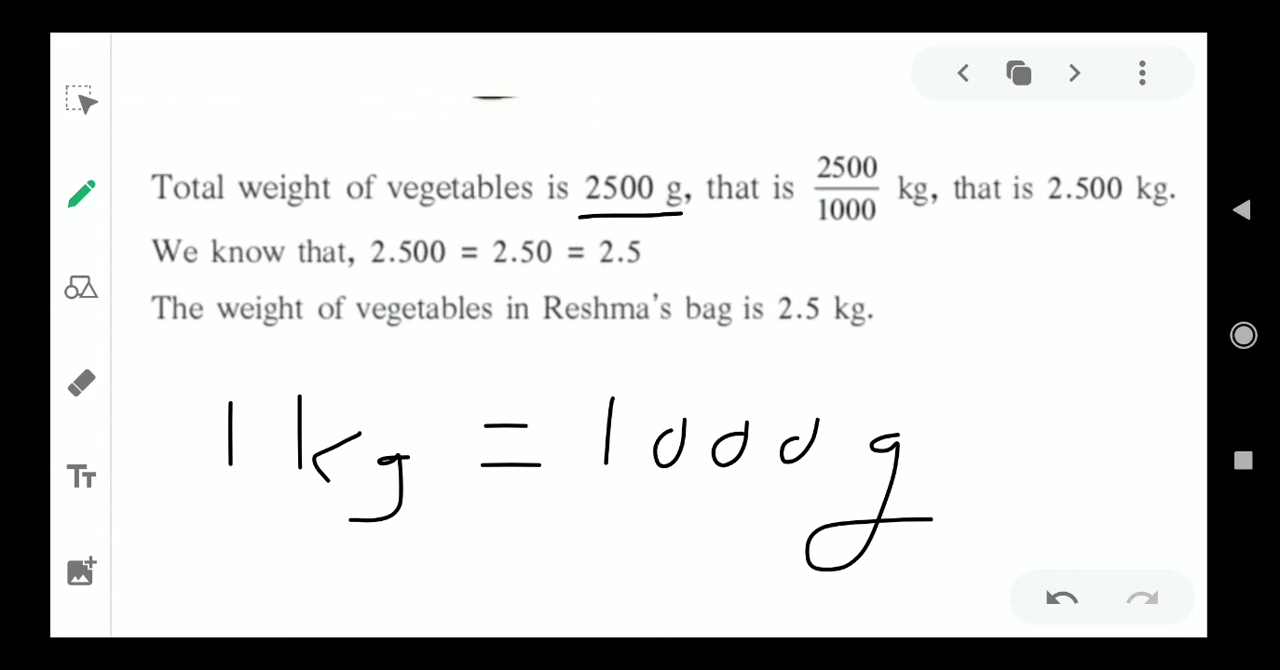 Total weight of vegetables is 2500 g, that is 2500/1000 kg, that is 2.500 kg.
We know that, 2.500 = 2.50 = 2.5
The weight of vegetables in Reshma's bag is 2.5 kg.
1 kg = 1000 g
TT